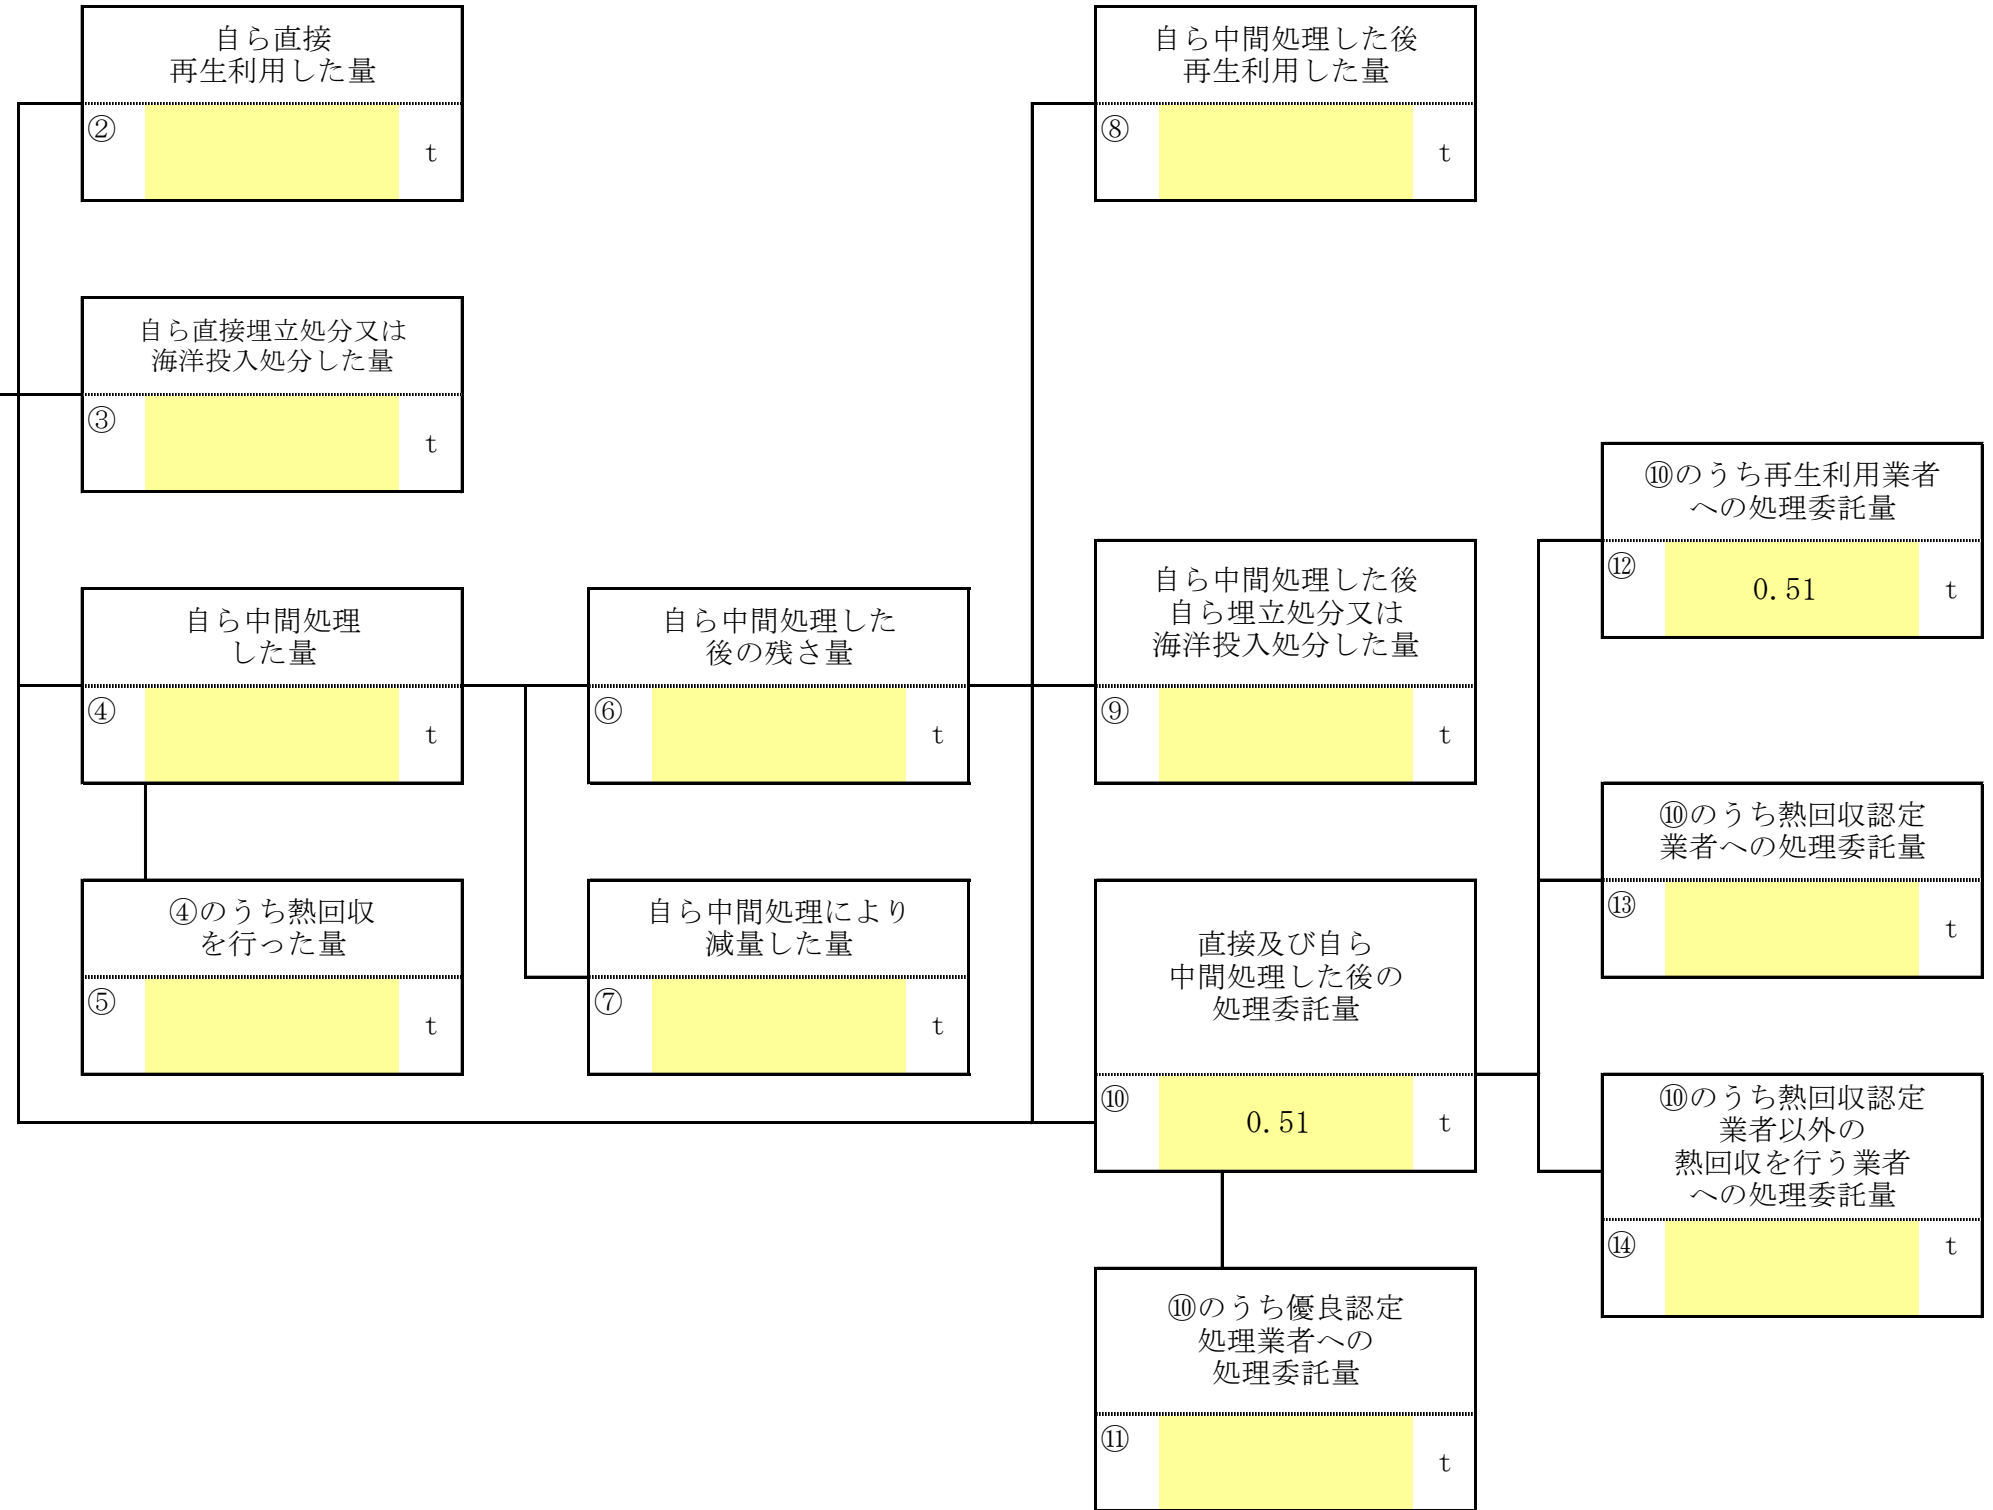 自ら直接
再生利用した量
②
t
自ら中間処理した後
再生利用した量
⑧
t
自ら直接埋立処分又は
海洋投入処分した量
③
t
⑩のうち再生利用業者
への処理委託量
⑫
0.51
t
自ら中間処理
した量
④
t
自ら中間処理した
後の残さ量
⑥
t
自ら中間処理した後
自ら埋立処分又は
海洋投入処分した量
⑨
t
⑩のうち熱回収認定
業者への処理委託量
⑬
t
④のうち熱回収
を行った量
⑤
t
自ら中間処理により
減量した量
⑦
t
直接及び自ら
中間処理した後の
処理委託量
⑩
0.51
t
⑩のうち熱回収認定
業者以外の
熱回収を行う業者
への処理委託量
⑭
t
⑩のうち優良認定
処理業者への
処理委託量
⑪
t